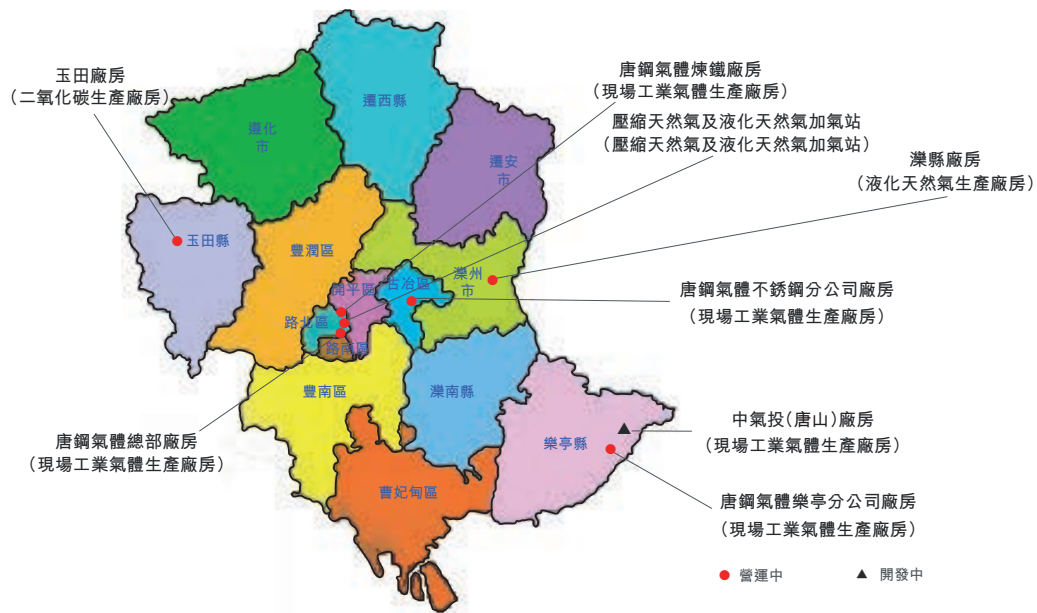 玉田廠房
（二氧化碳生產廠房）
唐鋼氣體煉鐵廠房
（現場工業氣體生產廠房）
壓縮天然氣及液化天然氣加氣站
（壓縮天然氣及液化天然氣加氣站）
灤縣廠房
（液化天然氣生產廠房）
遷西縣
遵化
市
遷安
市
玉田縣
豐潤區
灤州
市
開平區
古冶區
唐鋼氣體不銹鋼分公司廠房
（現場工業氣體生產廠房）
路北區
路南區
豐南區
灤南縣
唐鋼氣體總部廠房
（現場工業氣體生產廠房）
樂亭縣
中氣投(唐山)廠房
（現場工業氣體生產廠房）
曹妃甸區
唐鋼氣體樂亭分公司廠房
（現場工業氣體生產廠房）
營運中
開發中